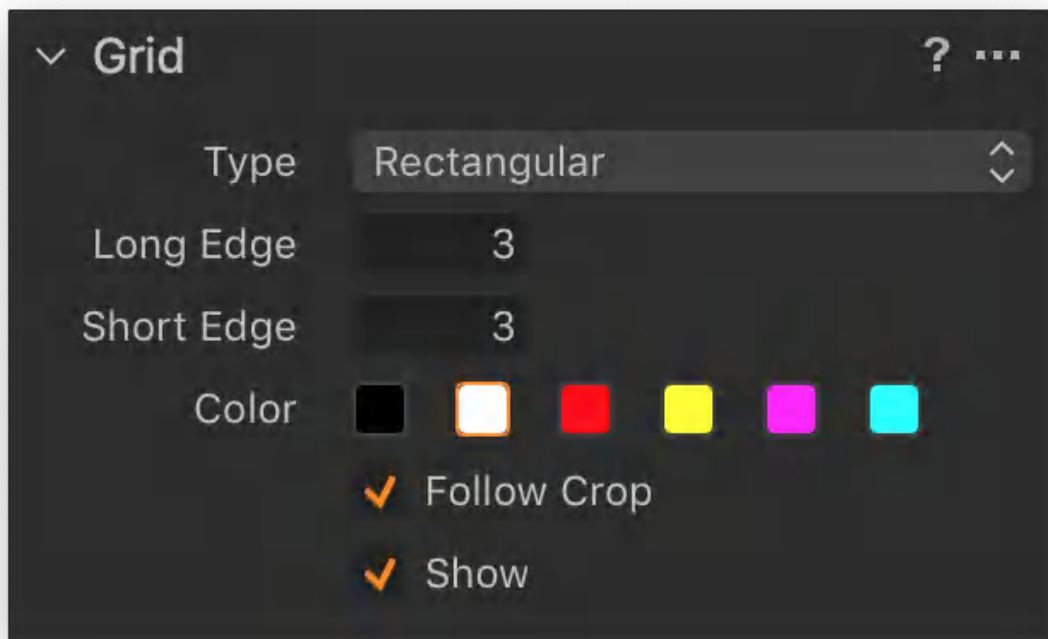 Grid ? ...
Type Rectangular
Long Edge 3
Short Edge 3
Color
Follow Crop
Show